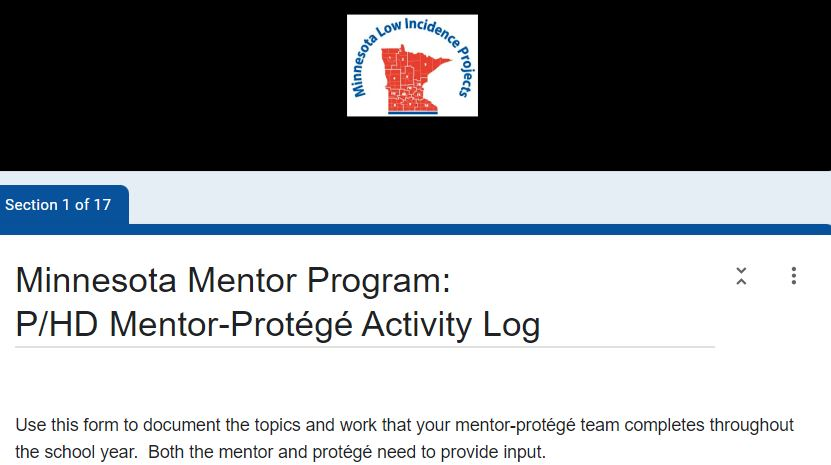 Minnesota Low Incidence Projects
Section 1 of 17
Minnesota Mentor Program:
P/HD Mentor-Protégé Activity Log
Use this form to document the topics and work that your mentor-protégé team completes throughout
the school year.  Both the mentor and protégé need to provide input.